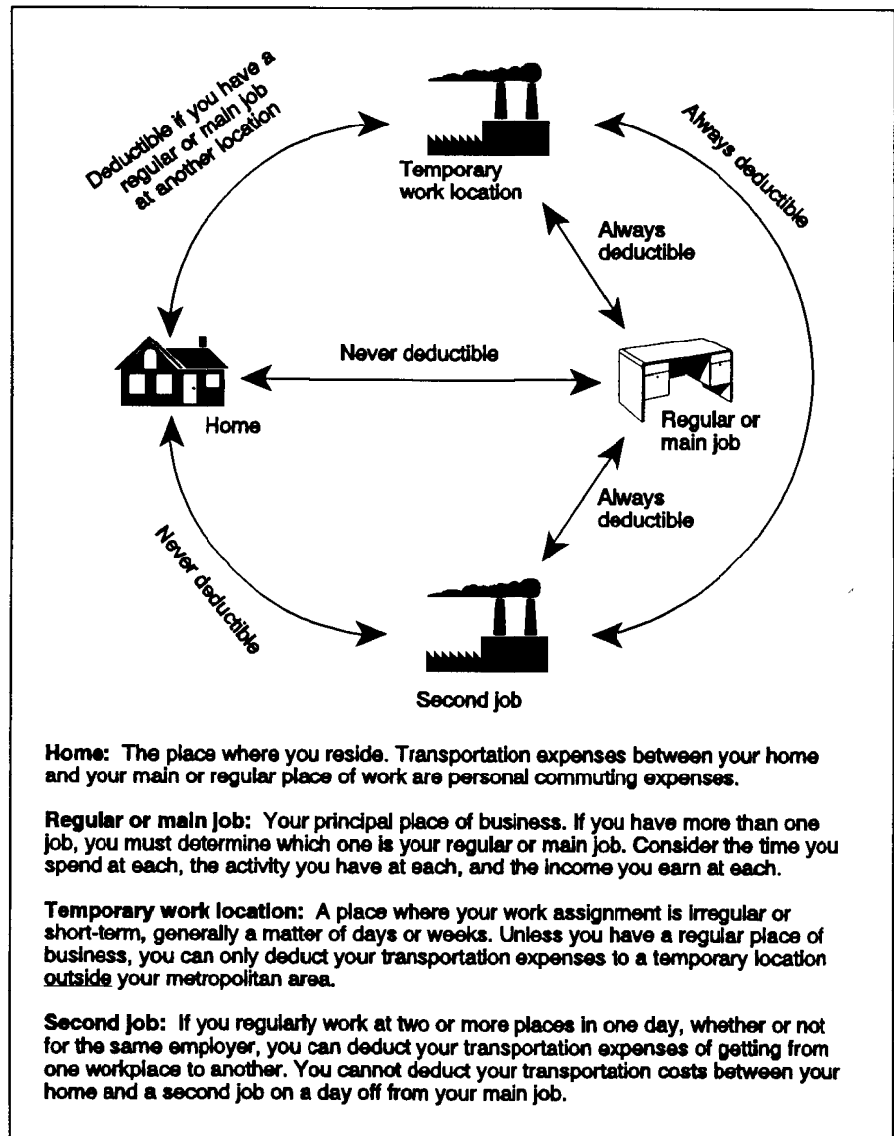 Deductible if you have a
regular or main job
at another location
Temporary
work location
Always deductible
Always
deductible
Never deductible
Home
Regular or
main job
Always
deductible
Never deductible
Second job
Home: The place where you reside. Transportation expenses between your home
and your main or regular place of work are personal commuting expenses.
Regular or main job: Your principal place of business. If you have more than one
job, you must determine which one is your regular or main job. Consider the time you
spend at each, the activity you have at each, and the income you earn at each.
Temporary work location: A place where your work assignment is irregular or
short-term, generally a matter of days or weeks. Unless you have a regular place of
business, you can only deduct your transportation expenses to a temporary location
outside your metropolitan area.
Second job: If you regularly work at two or more places in one day, whether or not
for the same employer, you can deduct your transportation expenses of getting from
one workplace to another. You cannot deduct your transportation costs between your
home and a second job on a day off from your main job.